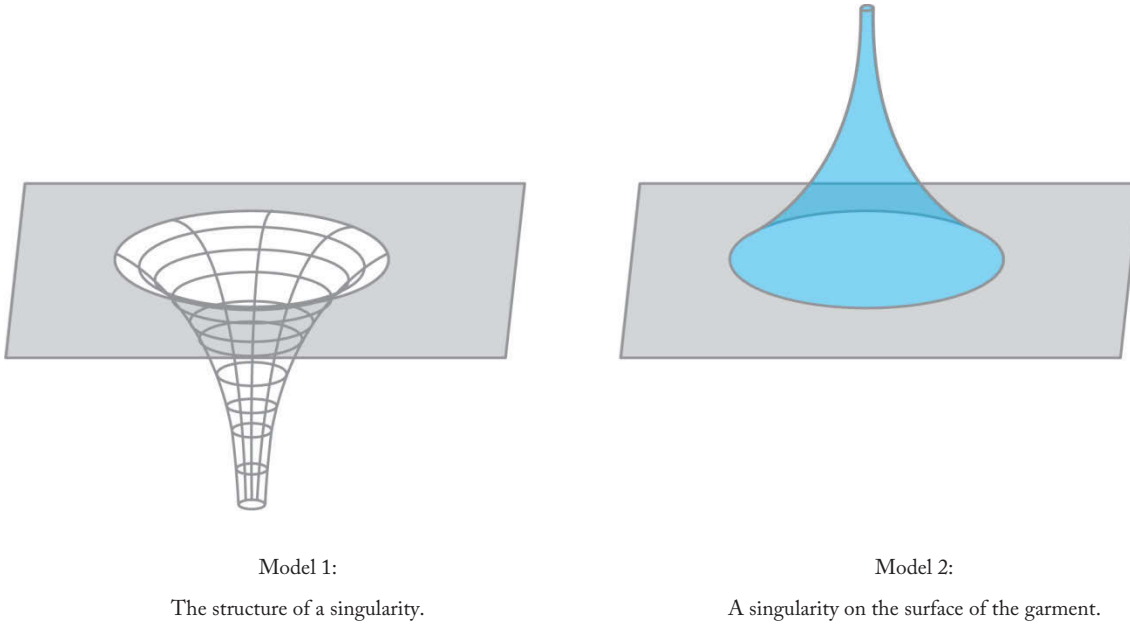 Model 1:
The structure of a singularity.
Model 2:
A singularity on the surface of the garment.